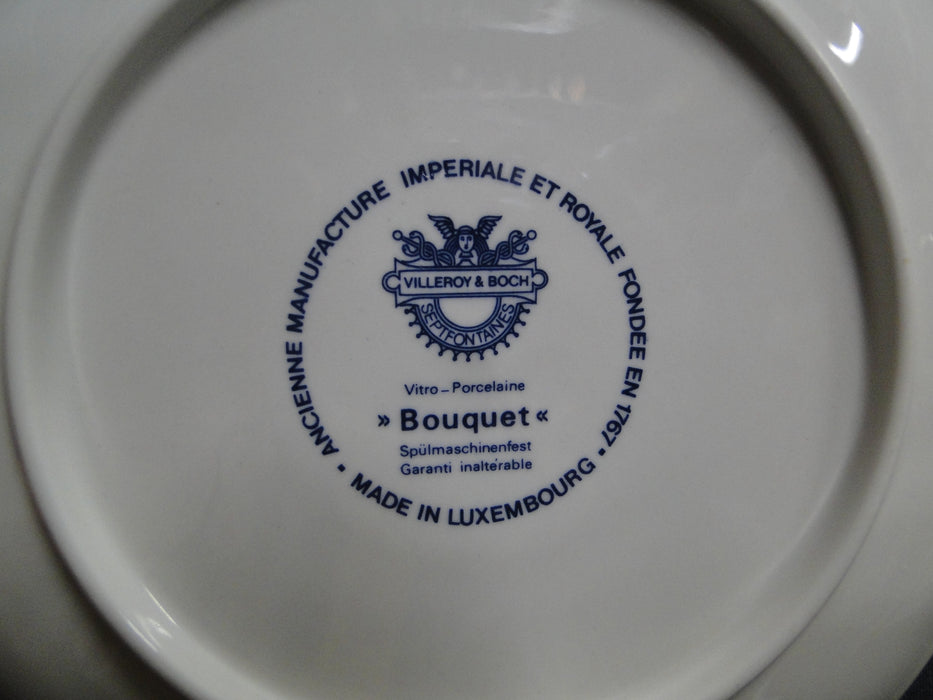 ANCIENNE MANUFACTURE IMPERIALE ET ROYALE FONDÉE EN 1767
VILLEROY & BOCH
SEPTFONTAINES
Vitro – Porcelaine
» Bouquet «
Spülmaschinenfest
Garanti inaltérable
• MADE IN LUXEMBOURG •